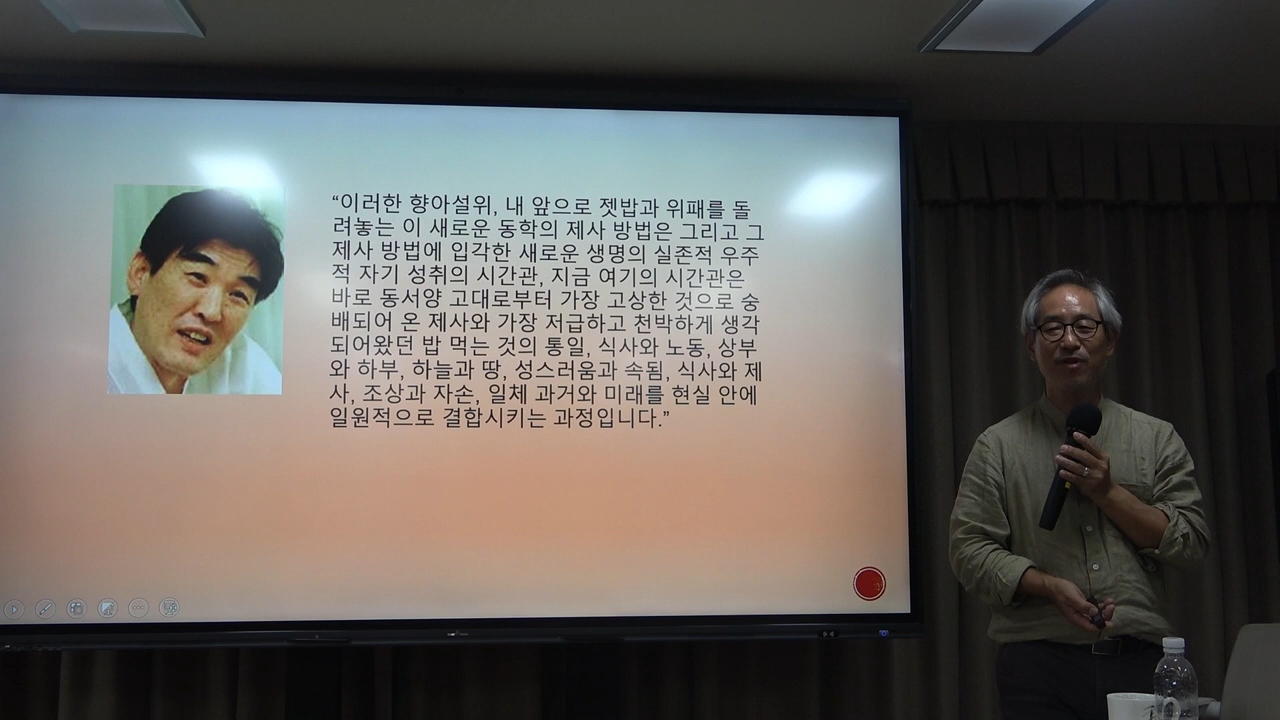 “이러한 향아설위, 내 앞으로 젯밥과 위패를 돌
려놓는 이 새로운 동학의 제사 방법은 그리고 그
제사 방법에 입각한 새로운 생명의 실존적 우주
적 자기 성취의 시간관, 지금 여기의 시간관은
바로 동서양 고대로부터 가장 고상한 것으로 숭
배되어 온 제사와 가장 저급하고 천박하게 생각
되어왔던 밥 먹는 것의 통일, 식사와 노동, 상부
와 하부, 하늘과 땅, 성스러움과 속됨, 식사와 제
사, 조상과 자손, 일체 과거와 미래를 현실 안에
일원적으로 결합시키는 과정입니다.”